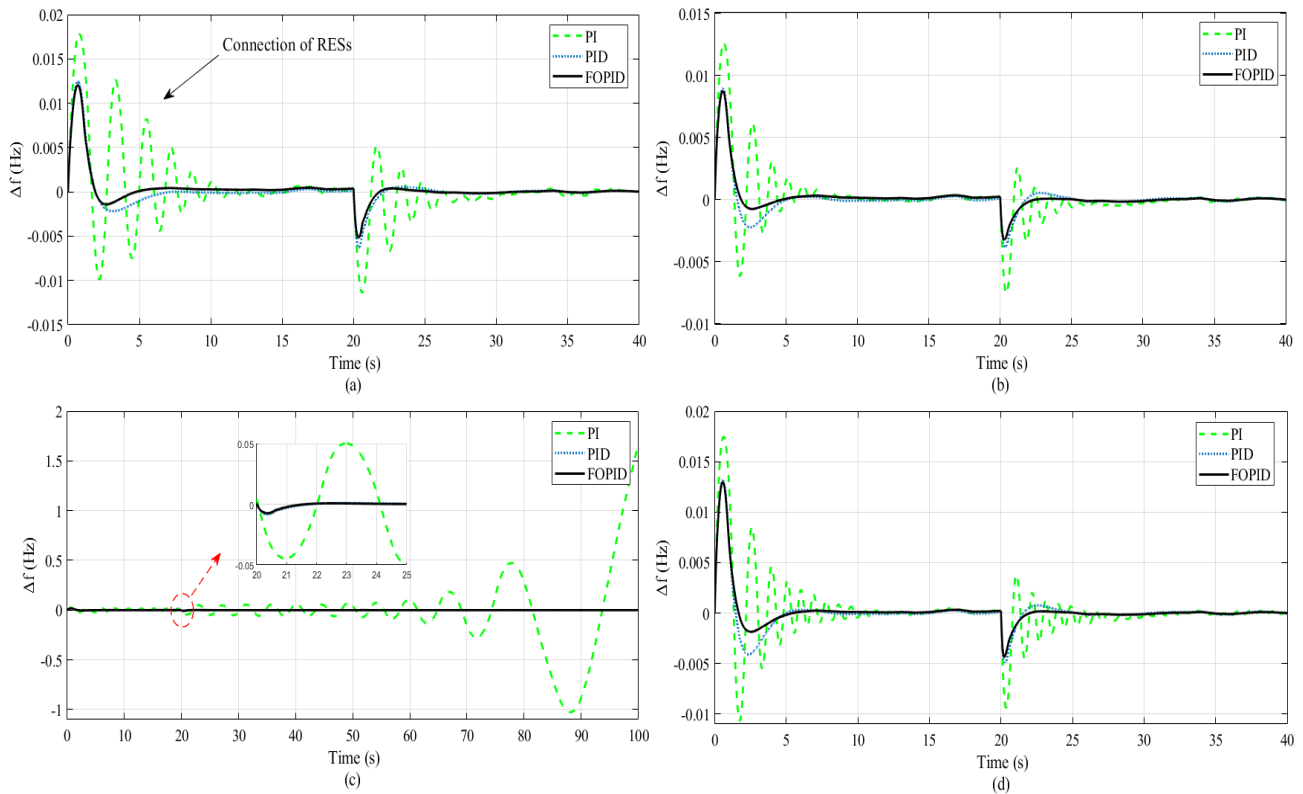 0.02
0.015
0.01
0.005
0
-0.005
-0.01
-0.015
Δf (Hz)
Connection of RESs
PI
PID
FOPID
0 5 10 15 20 25 30 35 40
Time (s)
(a)
0.015
0.01
0.005
0
-0.005
-0.01
Δf (Hz)
PI
PID
FOPID
0 5 10 15 20 25 30 35 40
Time (s)
(b)
2
1.5
1
0.5
0
-0.5
-1
Δf (Hz)
0.05
0
-0.05
20 21 22 23 24 25
PI
PID
FOPID
0 10 20 30 40 50 60 70 80 90 100
Time (s)
(c)
0.02
0.015
0.01
0.005
0
-0.005
-0.01
Δf (Hz)
PI
PID
FOPID
0 5 10 15 20 25 30 35 40
Time (s)
(d)